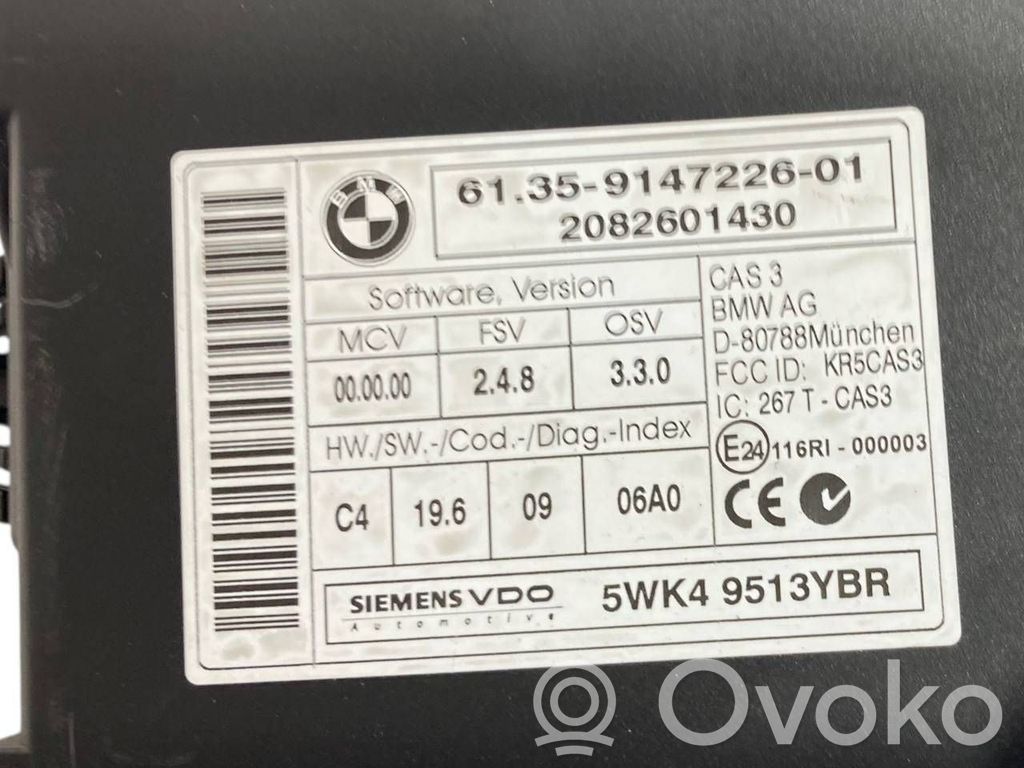 BMW
61.35-9147226-01
2082601430
Software, Version
MCV FSV OSV
00.00.00 2.4.8 3.3.0
HW./SW.-/Cod.-/Diag.-Index
C4 19.6 09 06A0
CAS 3
BMW AG
D-80788München
FCC ID: KR5CAS3
IC: 267 T - CAS3
E24 116RI - 000003
CE
SIEMENS VDO
Automotive
5WK4 9513YBR
Ovoko